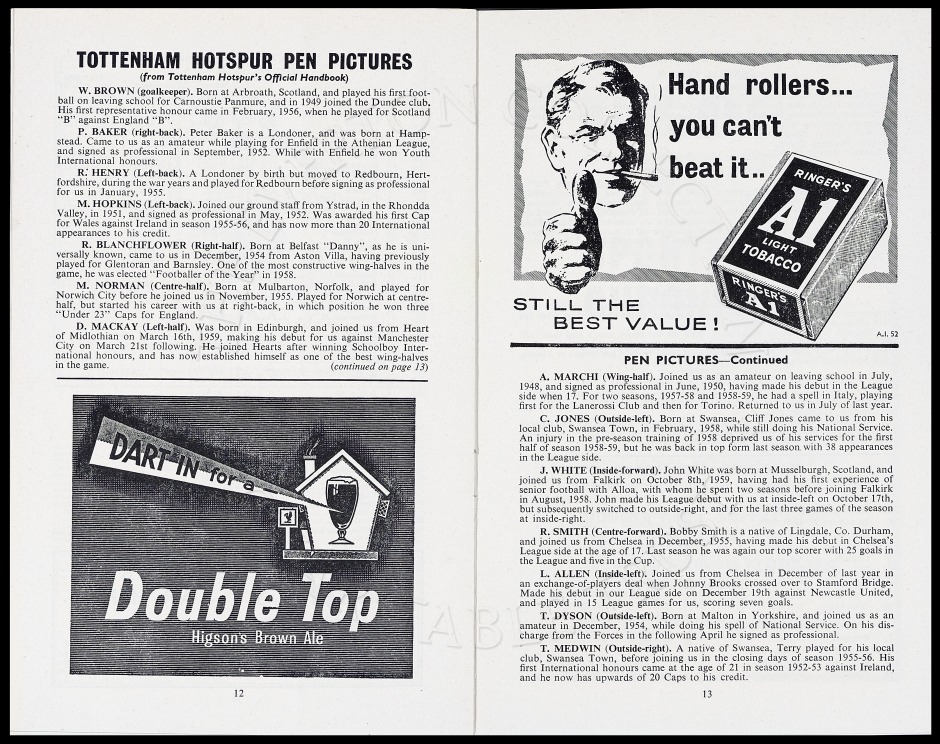 TOTTENHAM HOTSPUR PEN PICTURES
(from Tottenham Hotspur's Official Handbook)
W. BROWN (goalkeeper). Born at Arbroath, Scotland, and played his first foot-
ball on leaving school for Carnoustie Panmure, and in 1949 joined the Dundee club.
His first representative honour came in February, 1956, when he played for Scotland
"B" against England "B".
P. BAKER (right-back). Peter Baker is a Londoner, and was born at Hamp-
stead. Came to us as an amateur while playing for Enfield in the Athenian League,
and signed as professional in September, 1952. While with Enfield he won Youth
International honours.
R. HENRY (Left-back). A Londoner by birth but moved to Redbourn, Hert-
fordshire, during the war years and played for Redbourn before signing as professional
for us in January, 1955.
M. HOPKINS (Left-back). Joined our ground staff from Ystrad, in the Rhondda
Valley, in 1951, and signed as professional in May, 1952. Was awarded his first Cap
for Wales against Ireland in season 1955-56, and has now more than 20 International
appearances to his credit.
R. BLANCHFLOWER (Right-half). Born at Belfast "Danny", as he is uni-
versally known, came to us in December, 1954 from Aston Villa, having previously
played for Glentoran and Barnsley. One of the most constructive wing-halves in the
game, he was elected "Footballer of the Year" in 1958.
M. NORMAN (Centre-half). Born at Mulbarton, Norfolk, and played for
Norwich City before he joined us in November, 1955. Played for Norwich at centre-
half, but started his career with us at right-back, in which position he won three
"Under 23" Caps for England.
D. MACKAY (Left-half). Was born in Edinburgh, and joined us from Heart
of Midlothian on March 16th, 1959, making his debut for us against Manchester
City on March 21st following. He joined Hearts after winning Schoolboy Inter-
national honours, and has now established himself as one of the best wing-halves
in the game. (continued on page 13)
DART IN for a
Double Top
Higson's Brown Ale
12
Hand rollers...
you can't
beat it..
RINGER'S
A1
LIGHT
TOBACCO
RINGER'S
A1
STILL THE
BEST VALUE!
A.I. 52
PEN PICTURES—Continued
A. MARCHI (Wing-half). Joined us as an amateur on leaving school in July,
1948, and signed as professional in June, 1950, having made his debut in the League
side when 17. For two seasons, 1957-58 and 1958-59, he had a spell in Italy, playing
first for the Lanerossi Club and then for Torino. Returned to us in July of last year.
C. JONES (Outside-left). Born at Swansea, Cliff Jones came to us from his
local club, Swansea Town, in February, 1958, while still doing his National Service.
An injury in the pre-season training of 1958 deprived us of his services for the first
half of season 1958-59, but he was back in top form last season with 38 appearances
in the League side.
J. WHITE (Inside-forward). John White was born at Musselburgh, Scotland, and
joined us from Falkirk on October 8th, 1959, having had his first experience of
senior football with Alloa, with whom he spent two seasons before joining Falkirk
in August, 1958. John made his League debut with us at inside-left on October 17th,
but subsequently switched to outside-right, and for the last three games of the season
at inside-right.
R. SMITH (Centre-forward). Bobby Smith is a native of Lingdale, Co. Durham,
and joined us from Chelsea in December, 1955, having made his debut in Chelsea's
League side at the age of 17. Last season he was again our top scorer with 25 goals in
the League and five in the Cup.
L. ALLEN (Inside-left). Joined us from Chelsea in December of last year in
an exchange-of-players deal when Johnny Brooks crossed over to Stamford Bridge.
Made his debut in our League side on December 19th against Newcastle United,
and played in 15 League games for us, scoring seven goals.
T. DYSON (Outside-left). Born at Malton in Yorkshire, and joined us as an
amateur in December, 1954, while doing his spell of National Service. On his dis-
charge from the Forces in the following April he signed as professional.
T. MEDWIN (Outside-right). A native of Swansea, Terry played for his local
club, Swansea Town, before joining us in the closing days of season 1955-56. His
first International honours came at the age of 21 in season 1952-53 against Ireland,
and he now has upwards of 20 Caps to his credit.
13